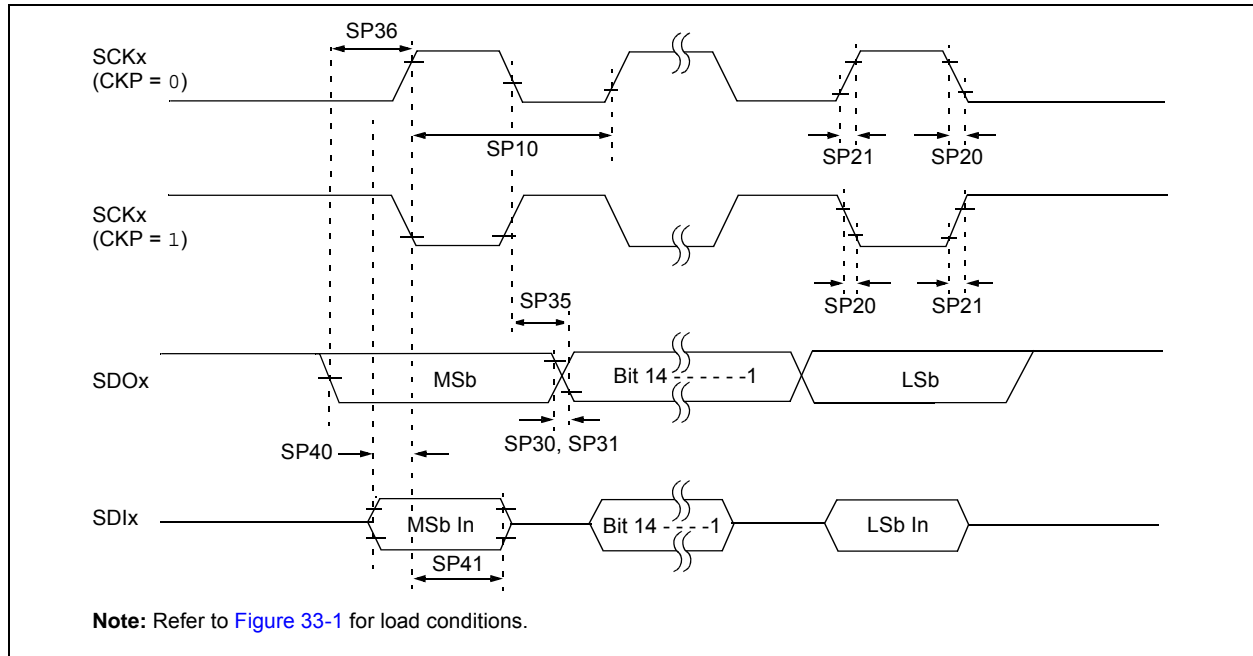 SP36
SCKx
(CKP = 0)
SP10
SP21
SP20
SCKx
(CKP = 1)
SP35
SP20
SP21
SDOx
MSb
Bit 14 - - - - - -1
LSb
SP30, SP31
SP40
SDIx
MSb In
Bit 14 - - - - -1
LSb In
SP41
Note: Refer to Figure 33-1 for load conditions.